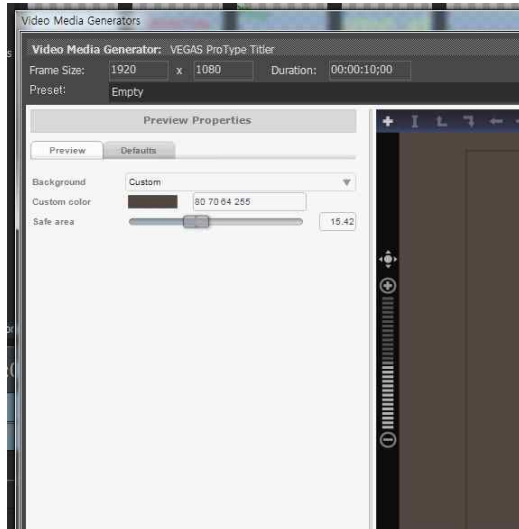 Video Media Generators
Video Media Generator: VEGAS ProType Titler
Frame Size: 1920 x 1080 Duration: 00:00:10;00
Preset: Empty
Preview Properties
Preview Defaults
Background Custom
Custom color 80 70 64 255
Safe area 15.42